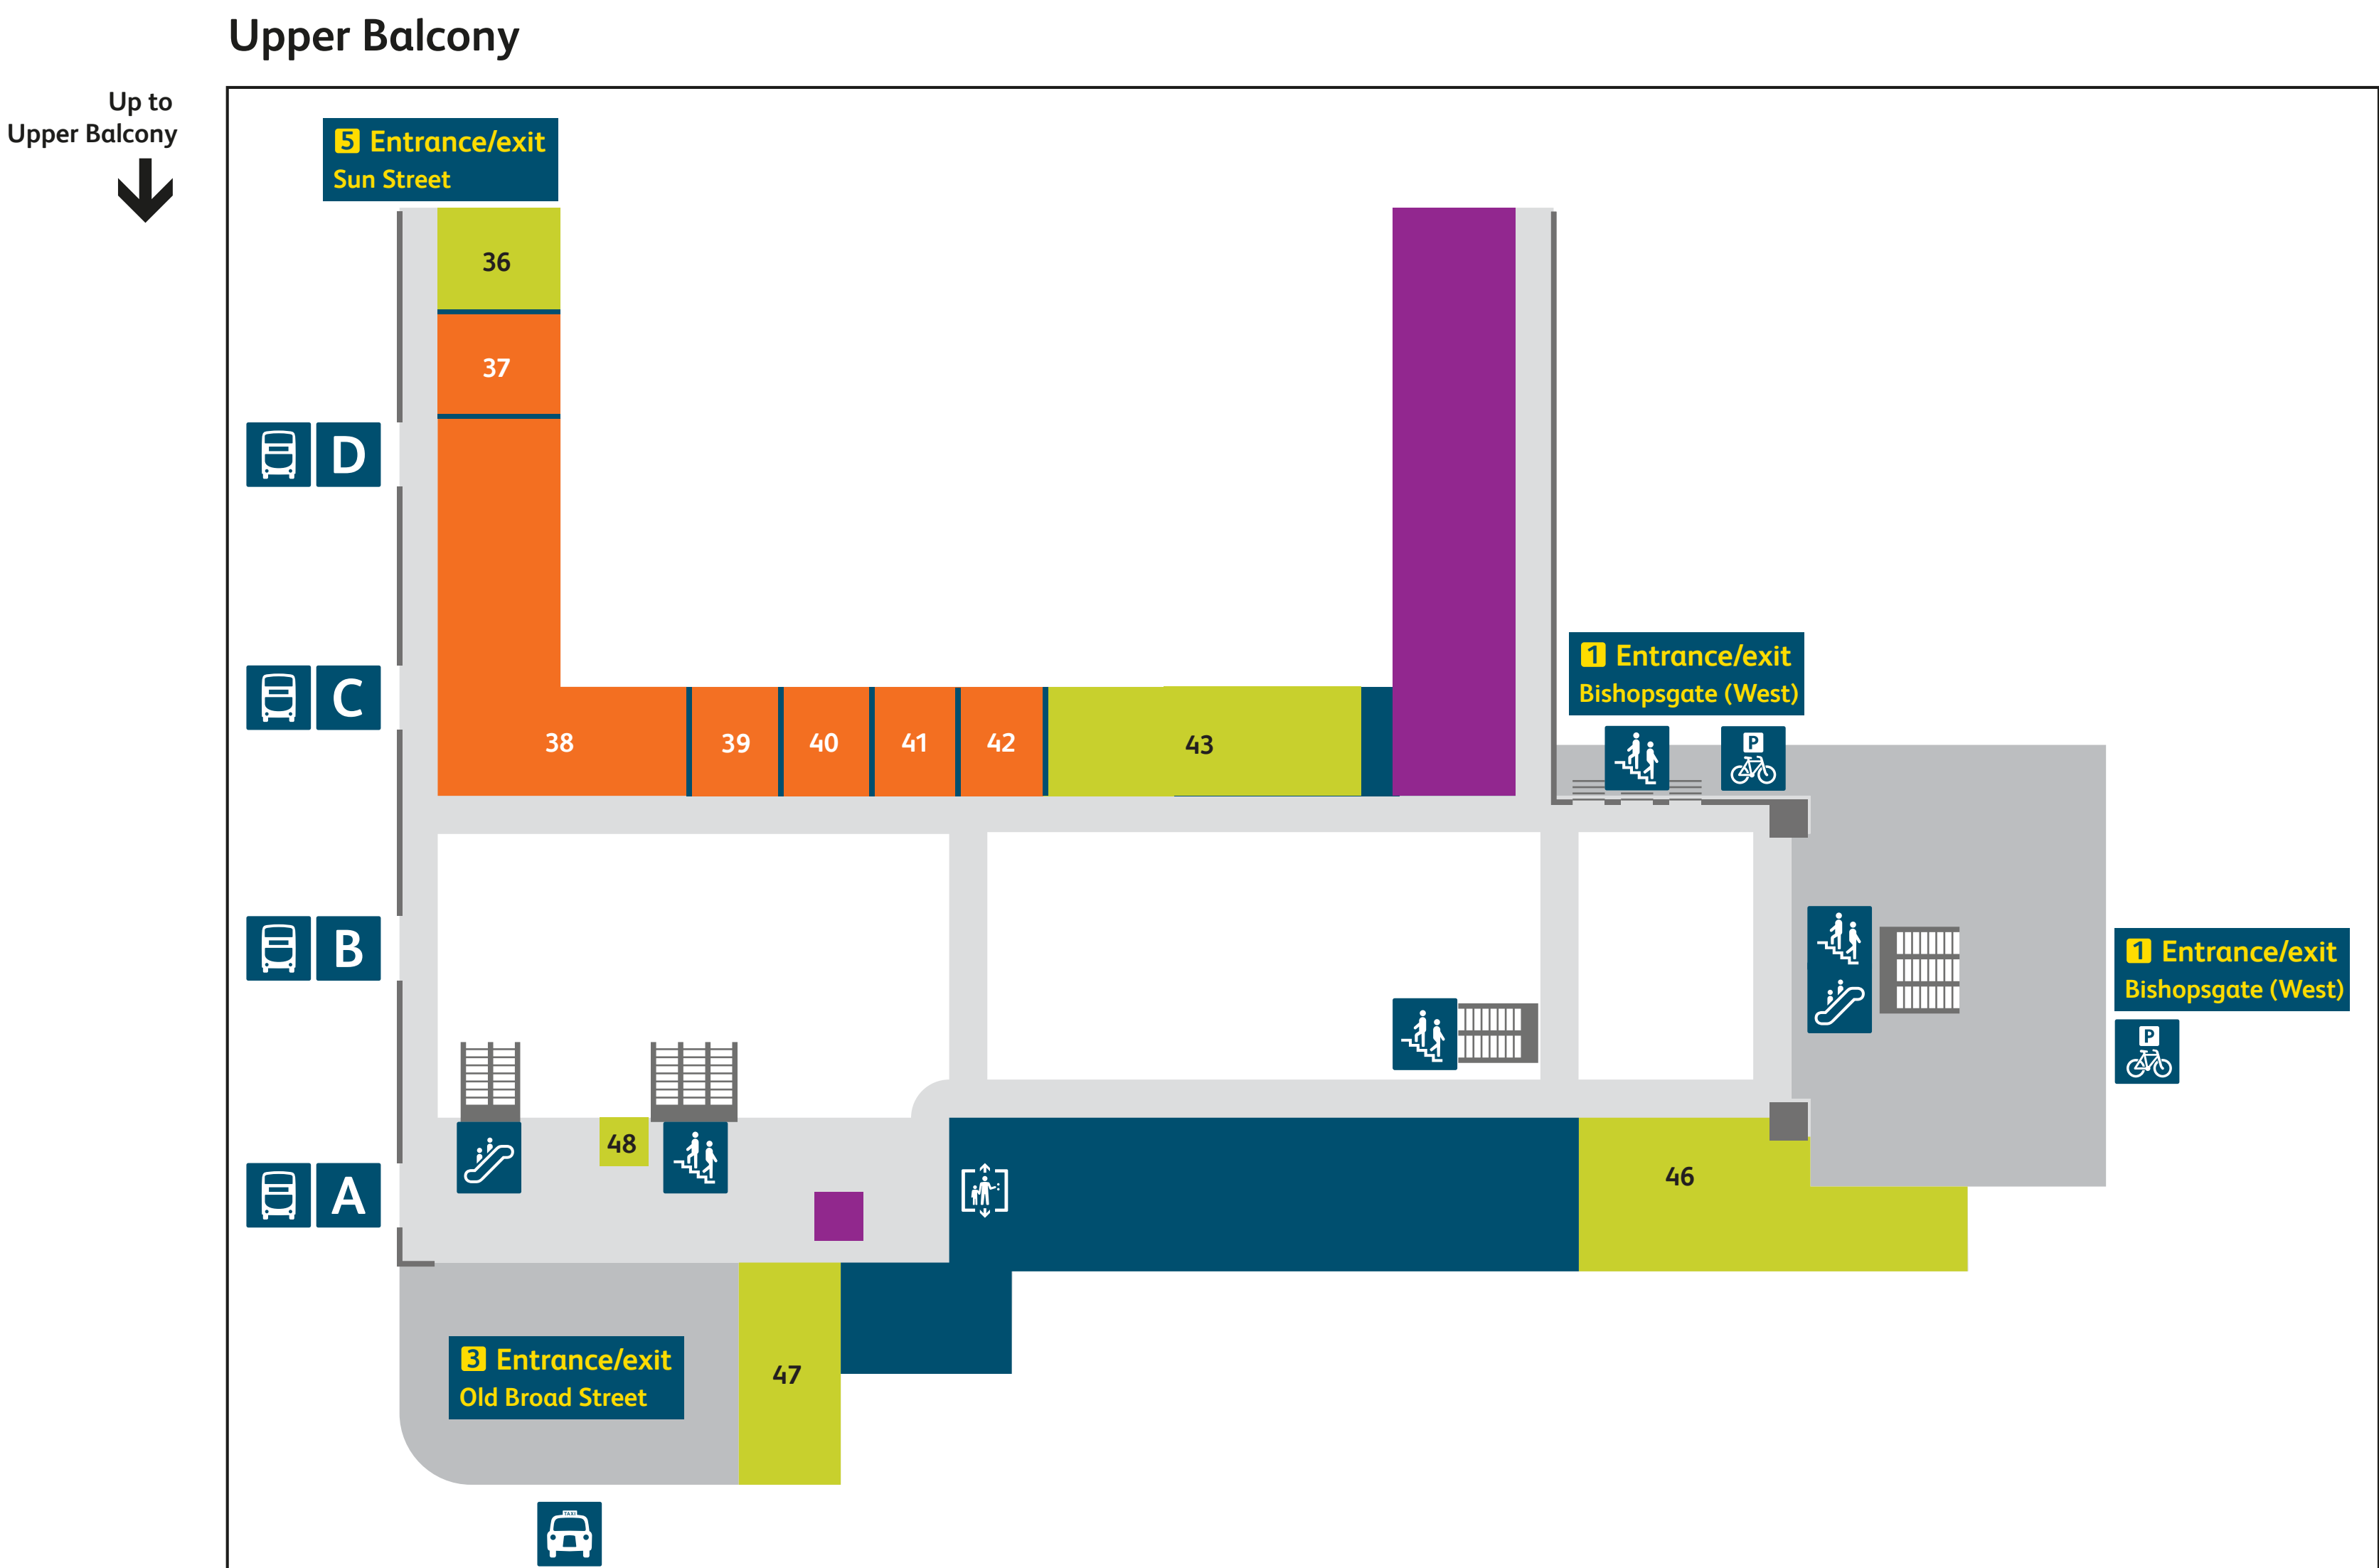 Upper Balcony
Up to
Upper Balcony
5 Entrance/exit
Sun Street
36
37
D
1 Entrance/exit
Bishopsgate (West)
C
38
39
40
41
42
43
P
B
1 Entrance/exit
Bishopsgate (West)
P
48
A
46
3 Entrance/exit
Old Broad Street
47
TAXI